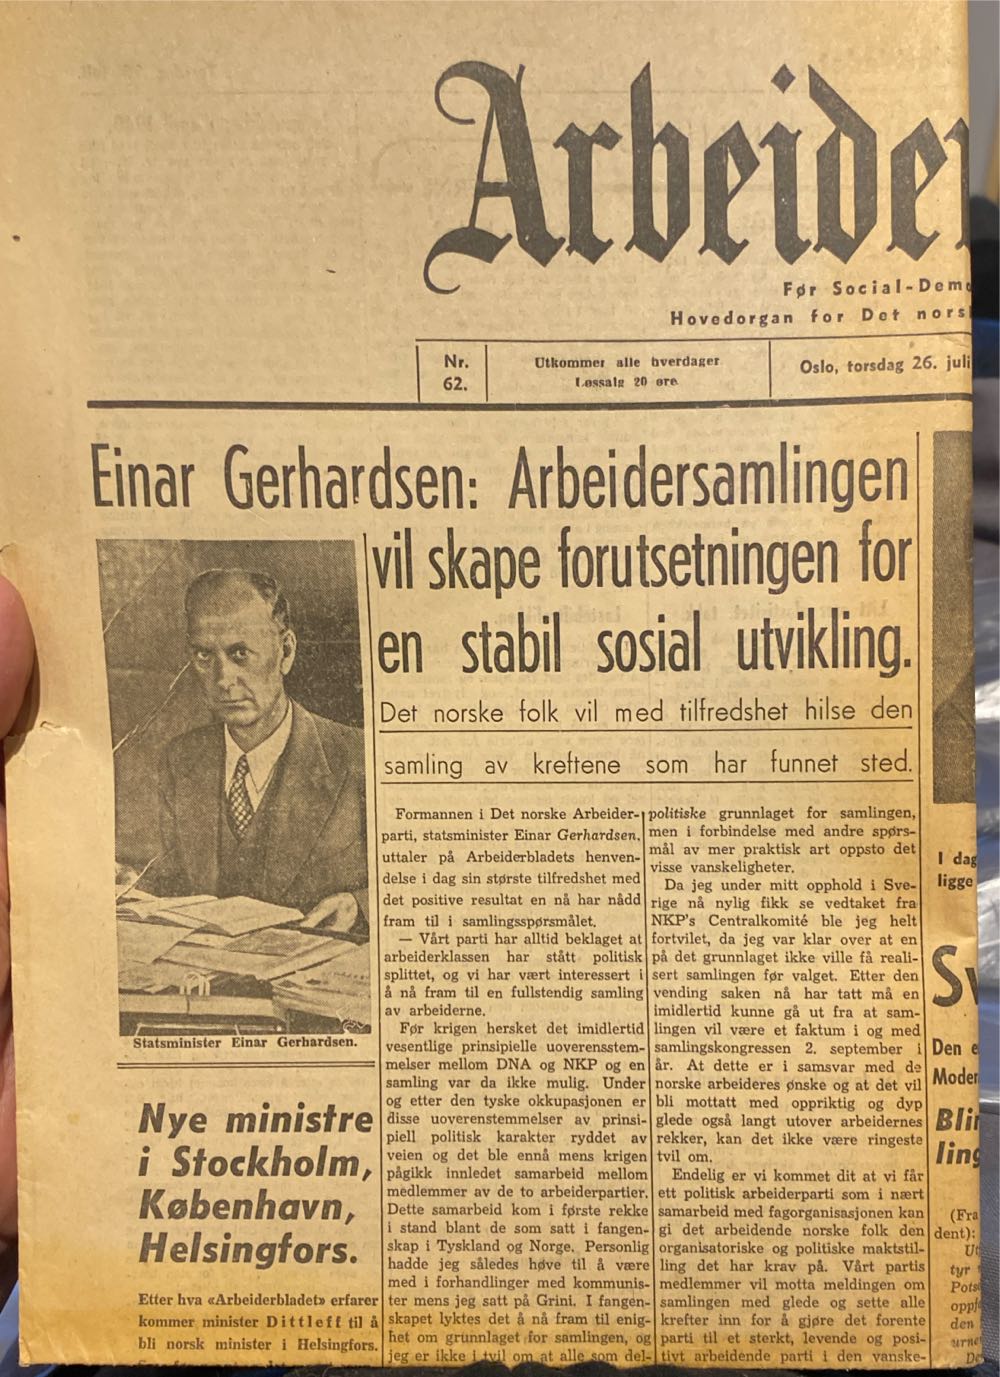 Arbeide
Før Social-Dem
Hovedorgan for Det nors
Nr.
62.
Utkommer alle hverdager
Løssalg 20 øre
Oslo, torsdag 26. juli
Einar Gerhardsen: Arbeidersamlingen
vil skape forutsetningen for
en stabil sosial utvikling.
Det norske folk vil med tilfredshet hilse den
samling av kreftene som har funnet sted.
Statsminister Einar Gerhardsen.
Nye ministre
i Stockholm,
København,
Helsingfors.
Etter hva «Arbeiderbladet» erfarer
kommer minister Dittleff til å
bli norsk minister i Helsingfors.
Formannen i Det norske Arbeider-
parti, statsminister Einar Gerhardsen,
uttaler på Arbeiderbladets henven-
delse i dag sin største tilfredshet med
det positive resultat en nå har nådd
fram til i samlingsspørsmålet.
— Vårt parti har alltid beklaget at
arbeiderklassen har stått politisk
splittet, og vi har vært interessert i
å nå fram til en fullstendig samling
av arbeiderne.
Før krigen hersket det imidlertid
vesentlige prinsipielle uoverensstem-
melser mellom DNA og NKP og en
samling var da ikke mulig. Under
og etter den tyske okkupasjonen er
disse uoverenstemmelser av prinsi-
piell politisk karakter ryddet av
veien og det ble ennå mens krigen
pågikk innledet samarbeid mellom
medlemmer av de to arbeiderpartier.
Dette samarbeid kom i første rekke
i stand blant de som satt i fangen-
skap i Tyskland og Norge. Personlig
hadde jeg således høve til å være
med i forhandlinger med kommunis-
ter mens jeg satt på Grini. I fangen-
skapet lyktes det å nå fram til enig-
het om grunnlaget for samlingen, og
jeg er ikke i tvil om at alle som del-
politiske grunnlaget for samlingen,
men i forbindelse med andre spørs-
mål av mer praktisk art oppsto det
visse vanskeligheter.
Da jeg under mitt opphold i Sve-
rige nå nylig fikk se vedtaket fra
NKP's Centralkomité ble jeg helt
fortvilet, da jeg var klar over at en
på det grunnlaget ikke ville få reali-
sert samlingen før valget. Etter den
vending saken nå har tatt må en
imidlertid kunne gå ut fra at sam-
lingen vil være et faktum i og med
samlingskongressen 2. september i
år. At dette er i samsvar med de
norske arbeideres ønske og at det vil
bli mottatt med oppriktig og dyp
glede også langt utover arbeidernes
rekker, kan det ikke være ringeste
tvil om.
Endelig er vi kommet dit at vi får
ett politisk arbeiderparti som i nært
samarbeid med fagorganisasjonen kan
gi det arbeidende norske folk den
organisatoriske og politiske maktstil-
ling det har krav på. Vårt partis
medlemmer vil motta meldingen om
samlingen med glede og sette alle
krefter inn for å gjøre det forente
parti til et sterkt, levende og posi-
tivt arbeidende parti i den vanske-
I dag
ligge
Sv
Den e
Moder
Blir
ling
(Fra
dent):
Ut
tyr
Pots
oppf
den
urne
De